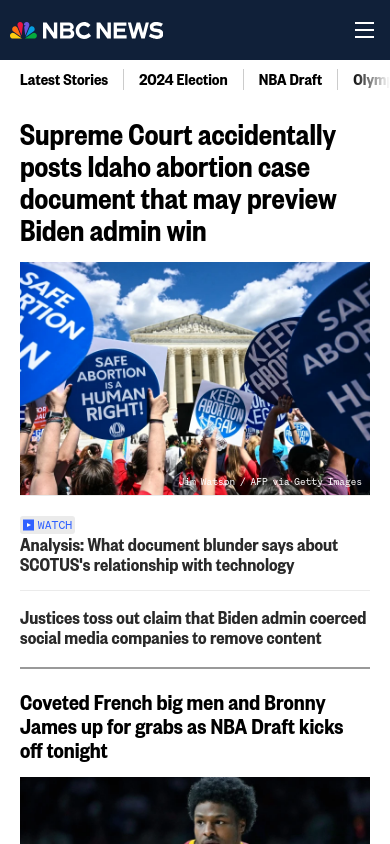 NBC NEWS
Latest Stories
2024 Election
NBA Draft
Supreme Court accidentally
posts Idaho abortion case
document that may preview
Biden admin win
SAFE
ABORTION
SAFE
ABORTION
IS A
HUMAN
RIGHT!
KEEP
ABORTION
LEGAL
KEEP
ABORTION
SAFE
ABOR
Jim Watson / AFP via Getty Images
WATCH
Analysis: What document blunder says about
SCOTUS's relationship with technology
Justices toss out claim that Biden admin coerced
social media companies to remove content
Coveted French big men and Bronny
James up for grabs as NBA Draft kicks
off tonight